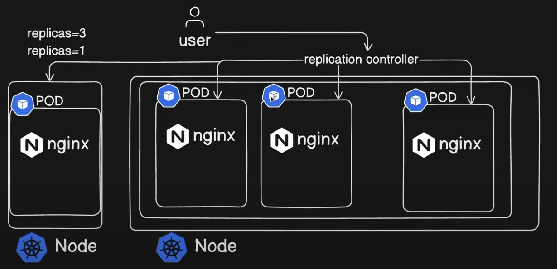 replicas=3
replicas=1
user
replication controller
POD
nginx
POD
nginx
POD
nginx
POD
nginx
Node
Node